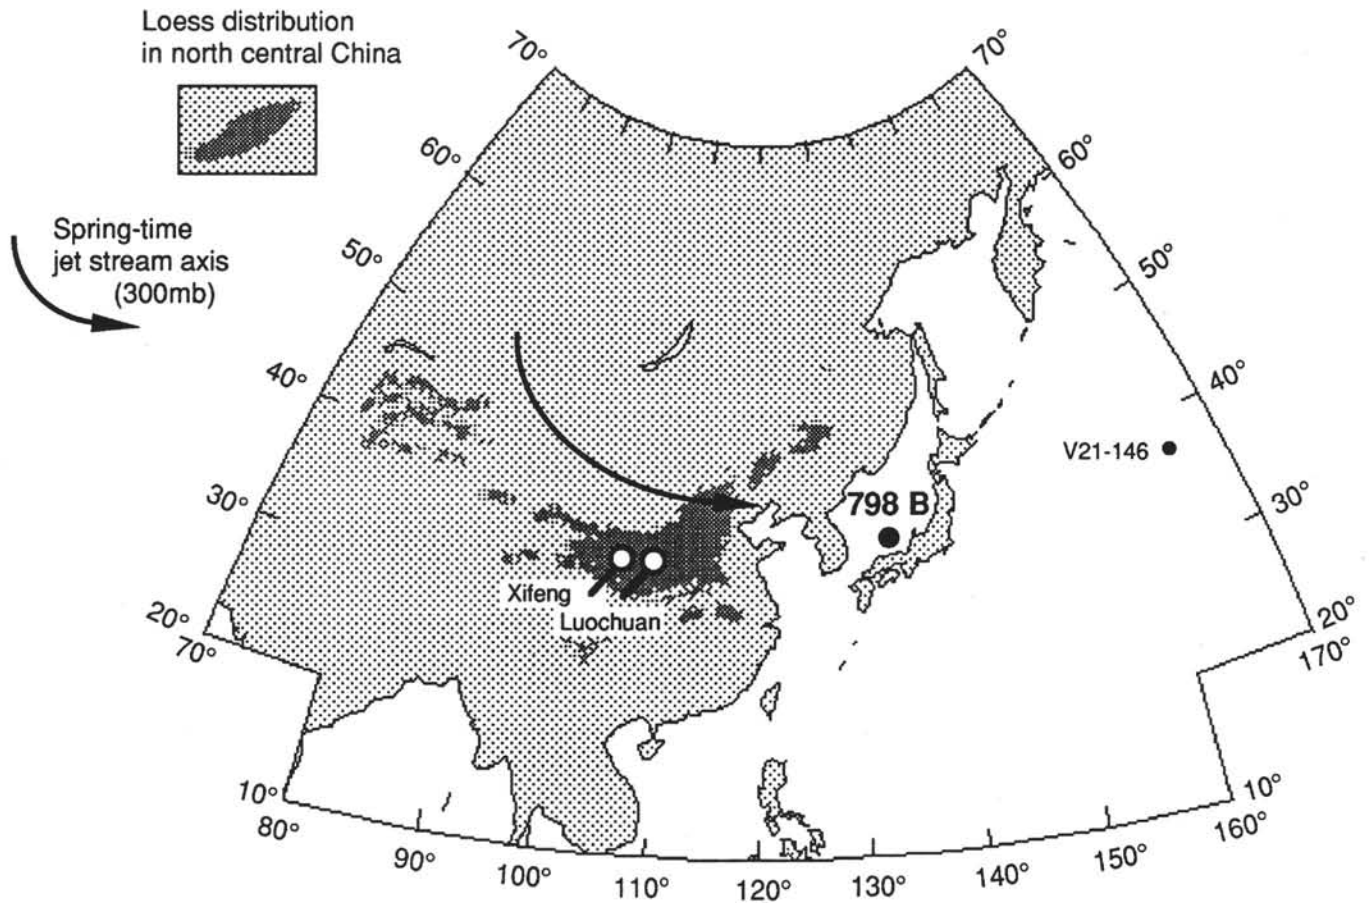 Loess distribution
in north central China
Spring-time
jet stream axis
(300mb)
70°
70°
60°
60°
50°
50°
40°
40°
30°
30°
20°
20°
70°
170°
10°
10°
80°
90°
100°
110°
120°
130°
140°
150°
160°
V21-146
798 B
Xifeng
Luochuan